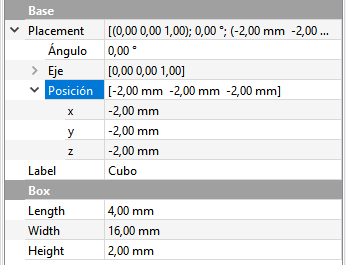 Base
Placement [(0,00 0,00 1,00); 0,00 °; (-2,00 mm -2,00 ...
Ángulo 0,00 °
Eje [0,00 0,00 1,00]
Posición [-2,00 mm -2,00 mm -2,00 mm]
x -2,00 mm
y -2,00 mm
z -2,00 mm
Label Cubo
Box
Length 4,00 mm
Width 16,00 mm
Height 2,00 mm